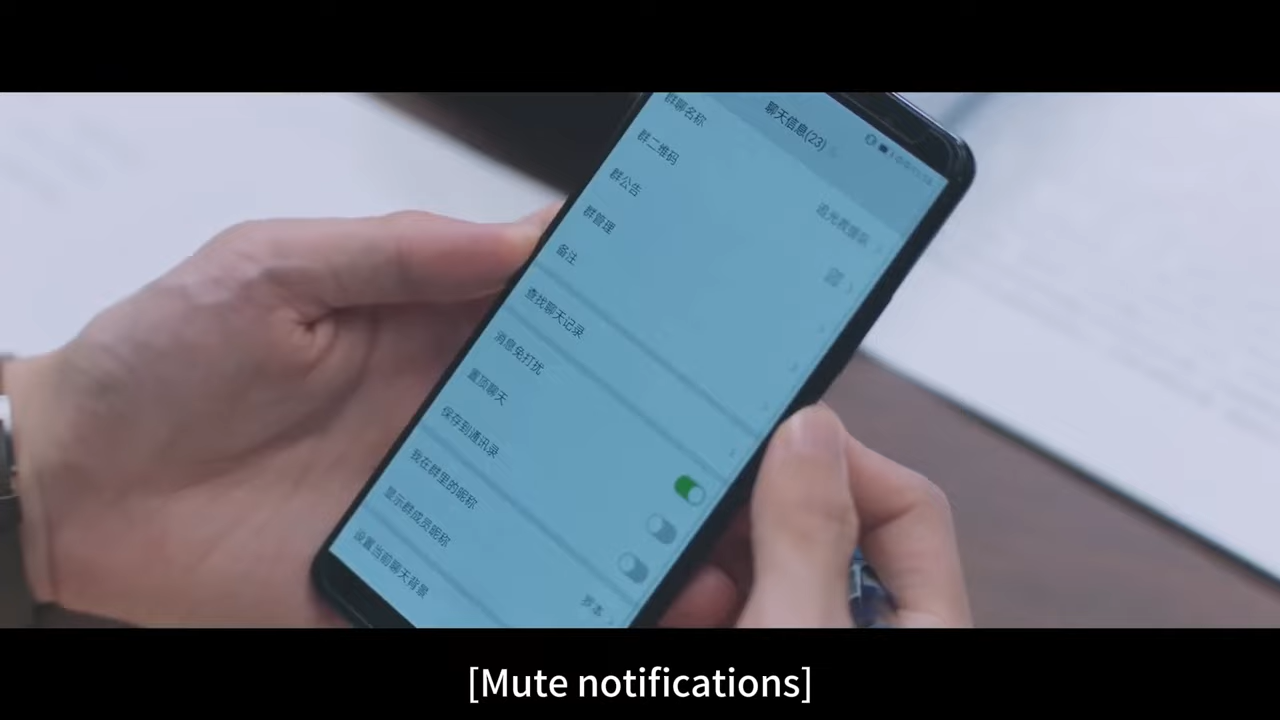 聊天信息(23)
群聊名称
群二维码
群公告
群管理
备注
查找聊天记录
消息免打扰
置顶聊天
保存到通讯录
我在群里的昵称
显示群成员昵称
设置当前聊天背景
[Mute notifications]